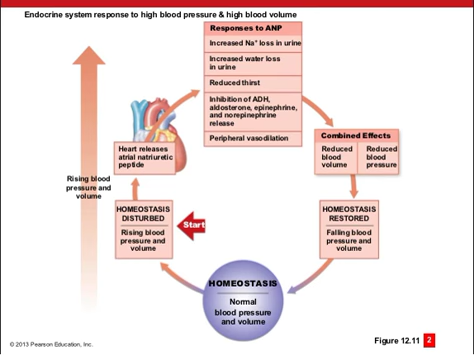 Endocrine system response to high blood pressure & high blood volume
Responses to ANP
Increased Na⁺ loss in urine
Increased water loss
in urine
Reduced thirst
Inhibition of ADH,
aldosterone, epinephrine,
and norepinephrine
release
Peripheral vasodilation
Combined Effects
Reduced
blood
volume
Reduced
blood
pressure
Heart releases
atrial natriuretic
peptide
Rising blood
pressure and
volume
HOMEOSTASIS
DISTURBED
Rising blood
pressure and
volume
Start
HOMEOSTASIS
RESTORED
Falling blood
pressure and
volume
HOMEOSTASIS
Normal
blood pressure
and volume
Figure 12.11 2
© 2013 Pearson Education, Inc.